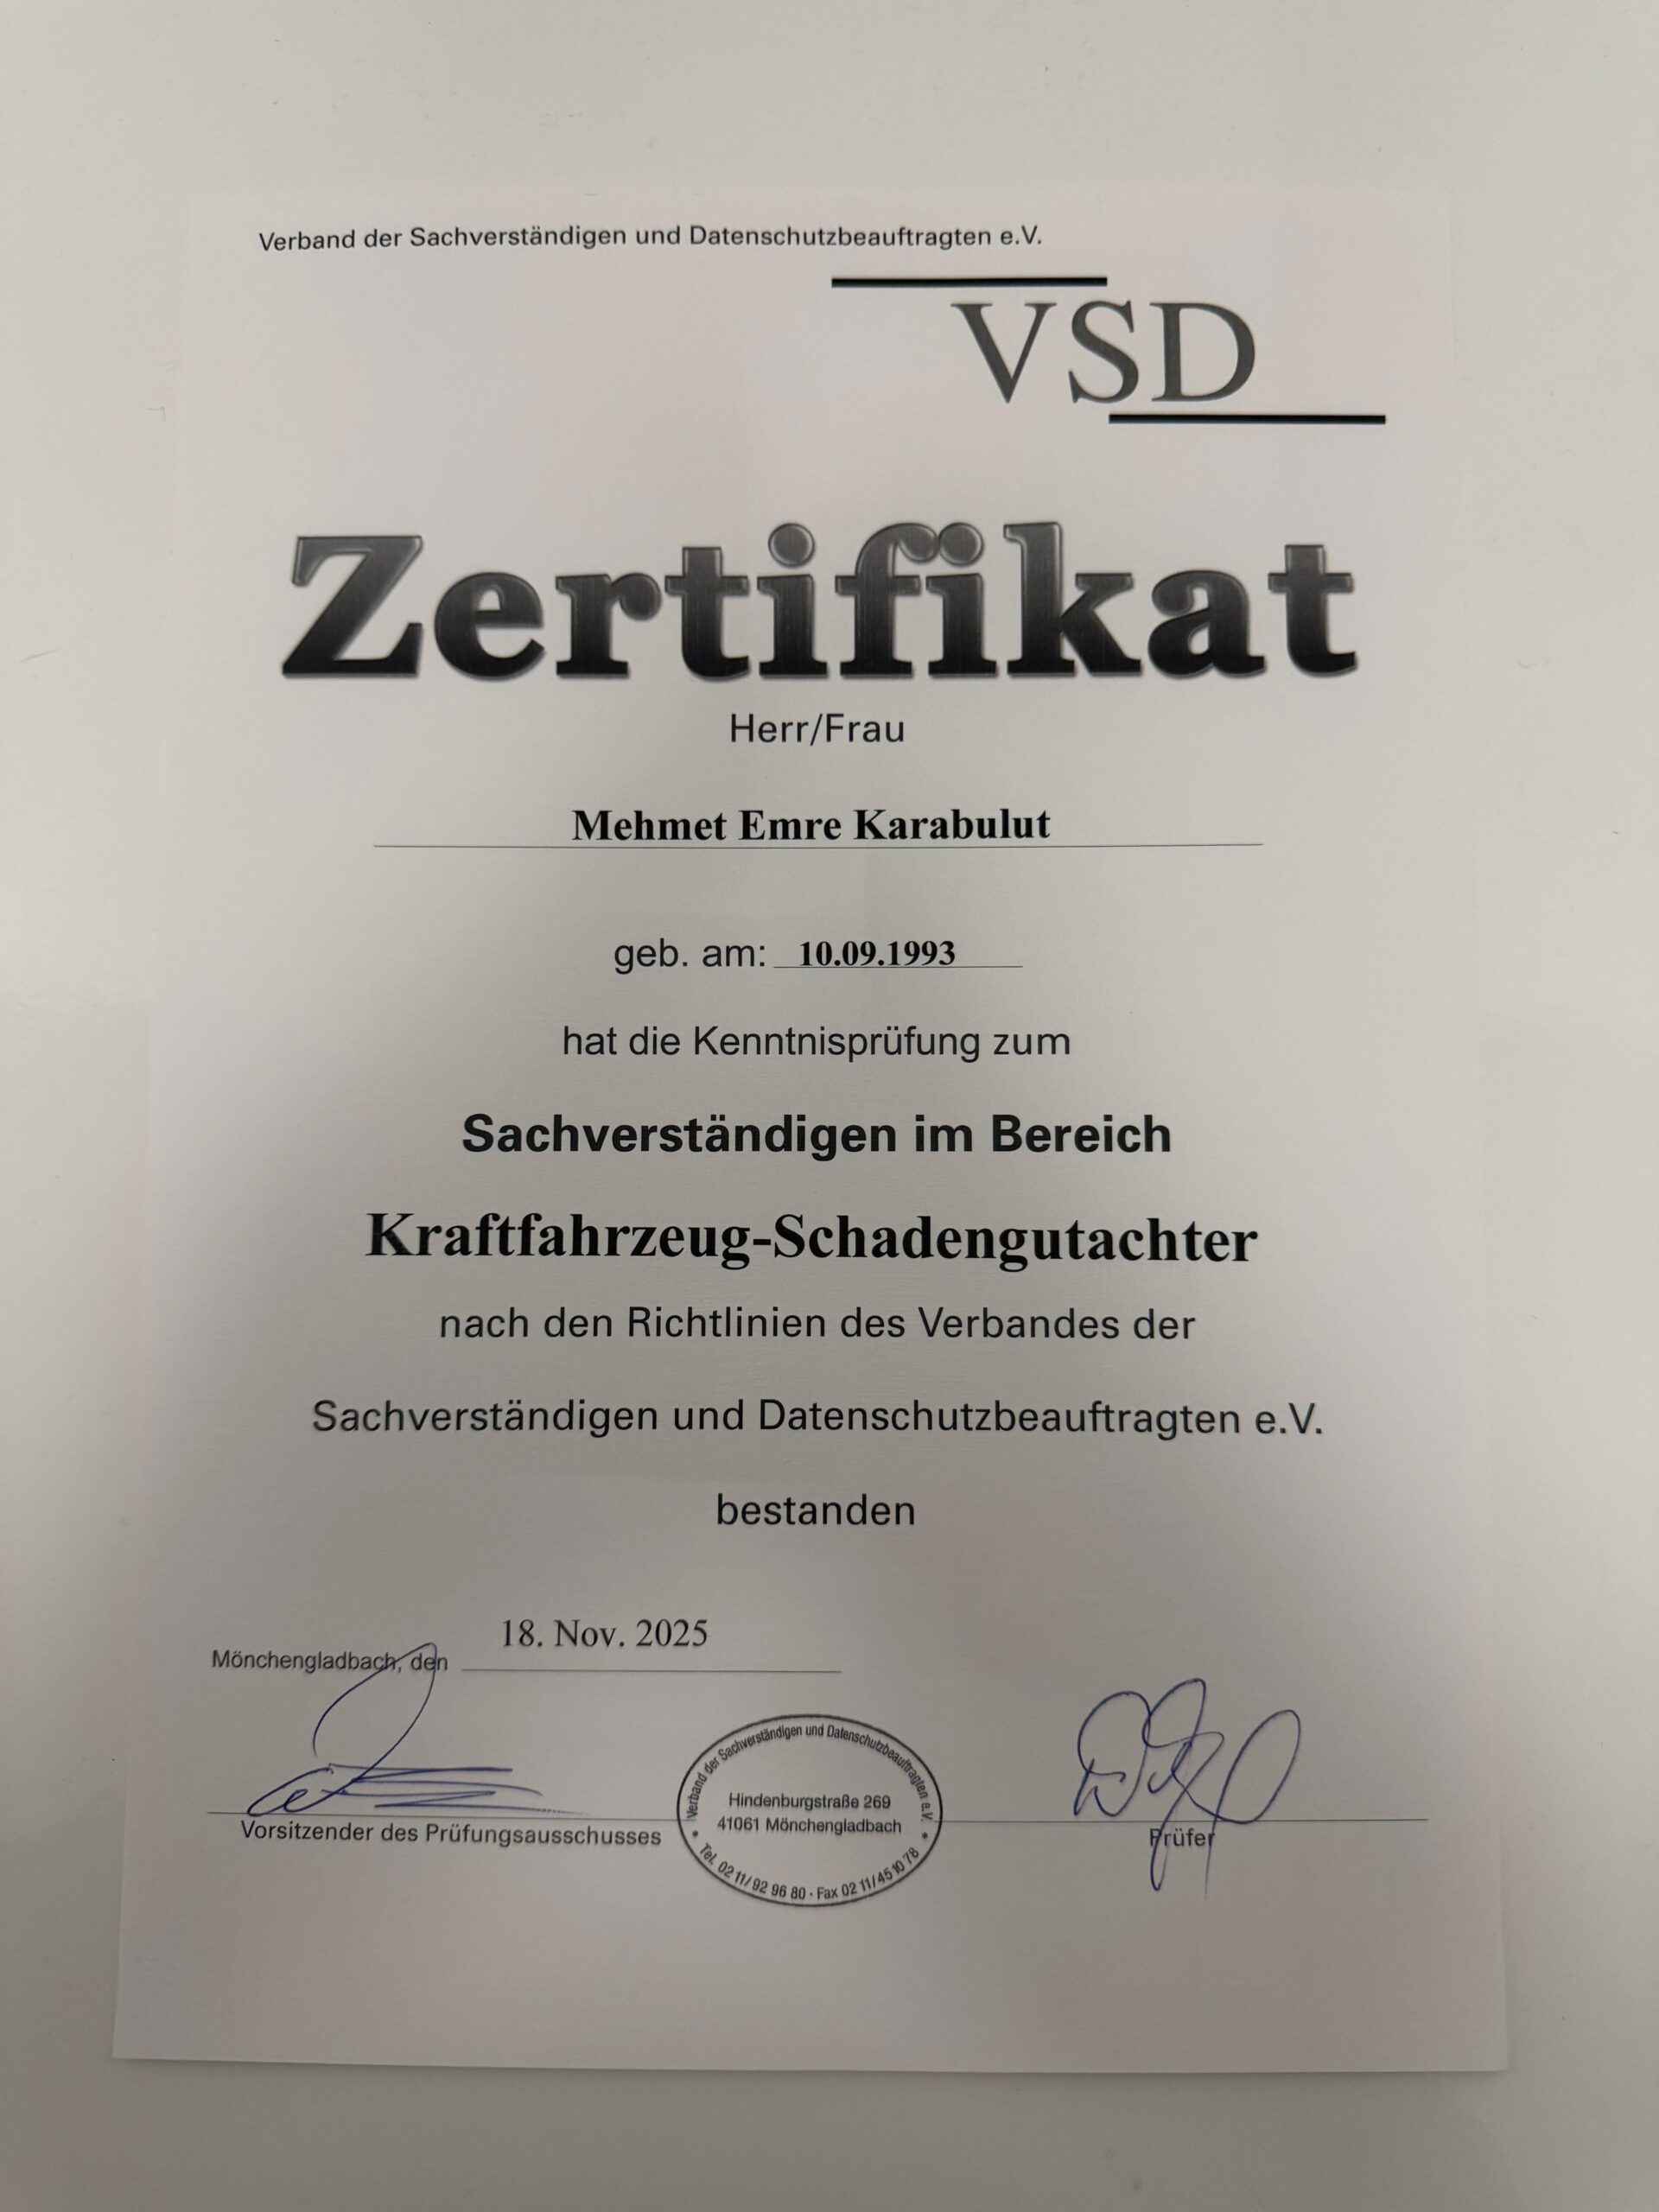 Verband der Sachverständigen und Datenschutzbeauftragten e.V.
VSD
Zertifikat
Herr/Frau
Mehmet Emre Karabulut
geb. am: 10.09.1993
hat die Kenntnisprüfung zum
Sachverständigen im Bereich
Kraftfahrzeug-Schadengutachter
nach den Richtlinien des Verbandes der
Sachverständigen und Datenschutzbeauftragten e.V.
bestanden
Mönchengladbach, den 18. Nov. 2025
Verband der Sachverständigen und Datenschutzbeauftragten e.V.
Hindenburgstraße 269
41061 Mönchengladbach
Tel. 02 11/92 96 80 · Fax 02 11/45 10 78
Vorsitzender des Prüfungsausschusses
Prüfer